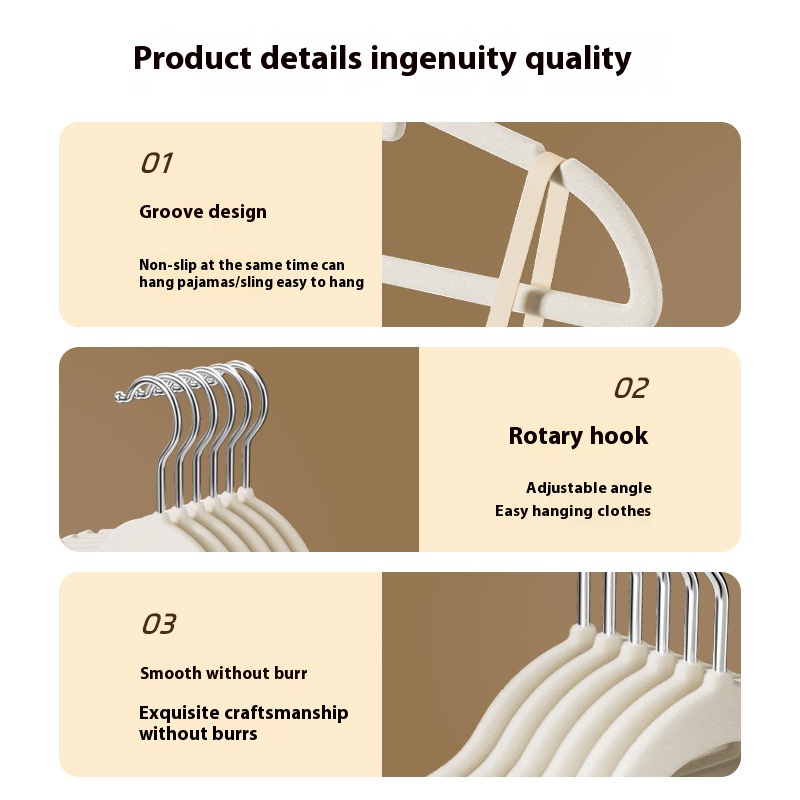 Product details ingenuity quality
01
Groove design
Non-slip at the same time can
hang pajamas/sling easy to hang
02
Rotary hook
Adjustable angle
Easy hanging clothes
03
Smooth without burr
Exquisite craftsmanship
without burrs